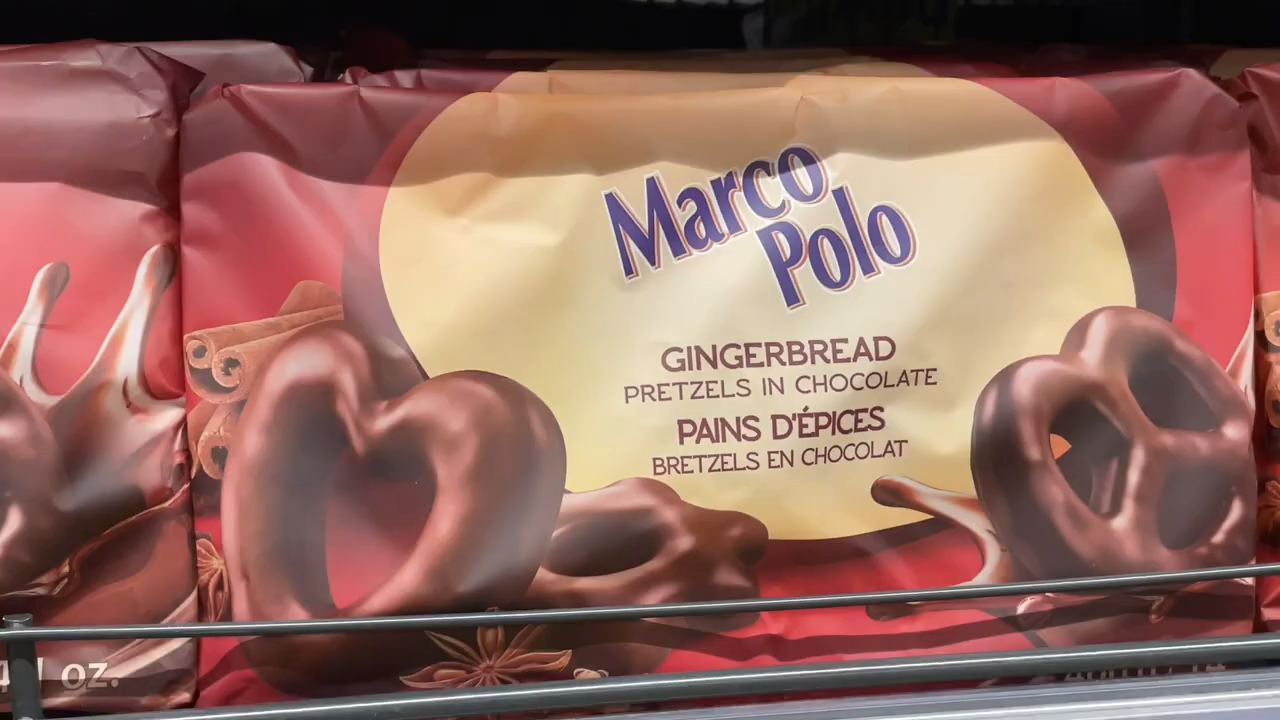 Marco
Polo
GINGERBREAD
PRETZELS IN CHOCOLATE
PAINS D'ÉPICES
BRETZELS EN CHOCOLAT
oz.